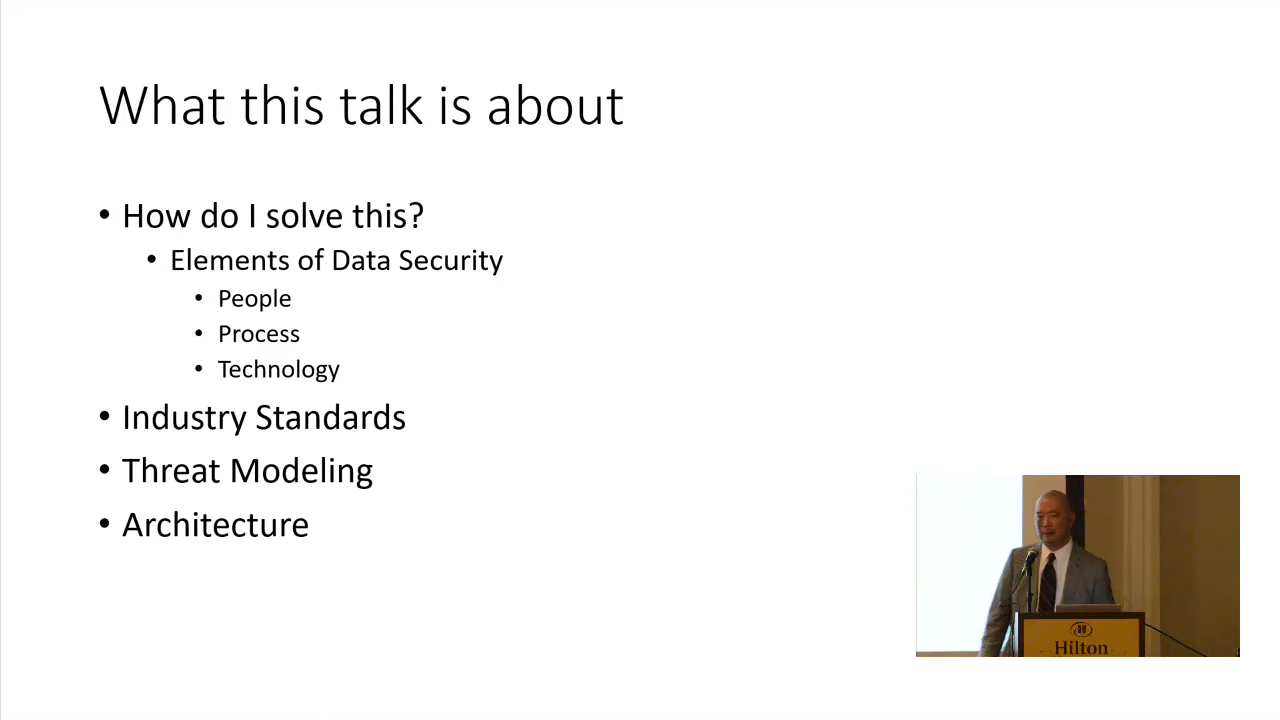 What this talk is about
• How do I solve this?
• Elements of Data Security
• People
• Process
• Technology
• Industry Standards
• Threat Modeling
• Architecture
Hilton